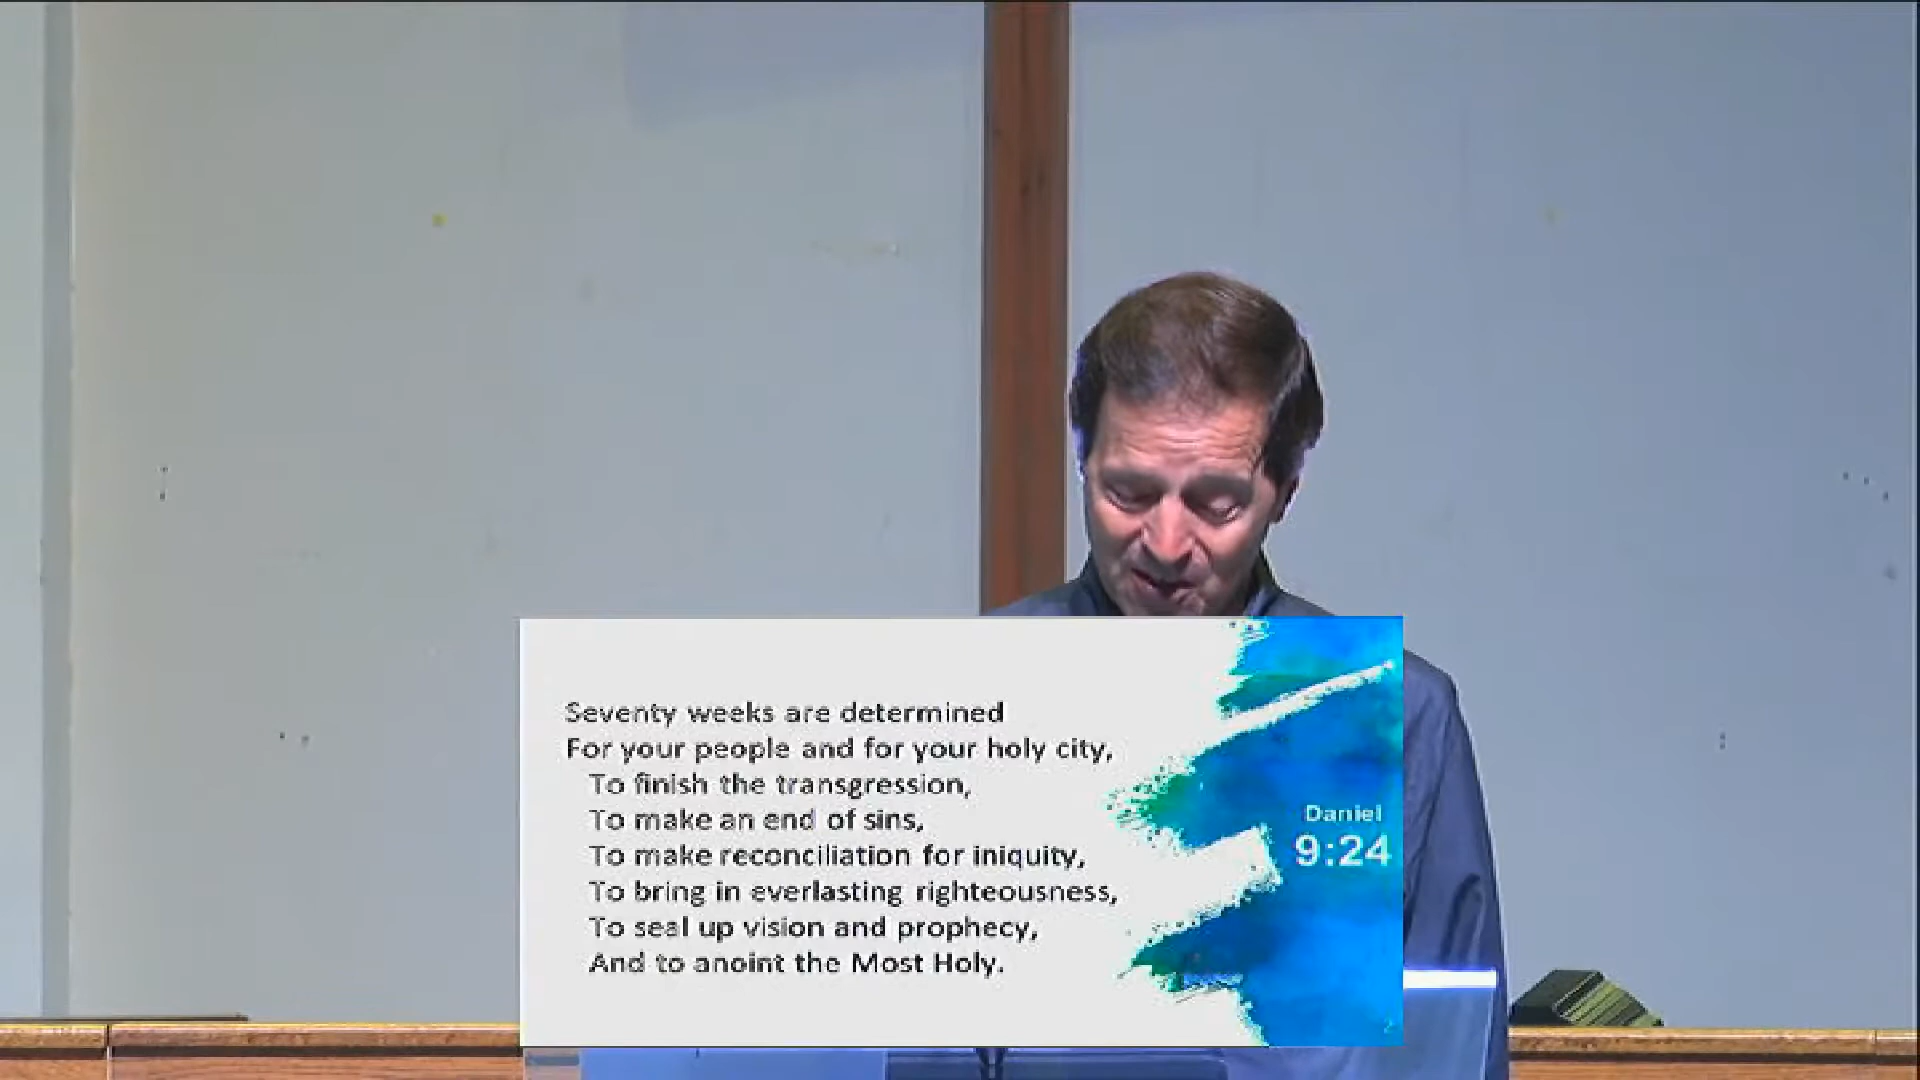 Seventy weeks are determined
For your people and for your holy city,
To finish the transgression,
To make an end of sins,
To make reconciliation for iniquity,
To bring in everlasting righteousness,
To seal up vision and prophecy,
And to anoint the Most Holy.
Daniel
9:24
2